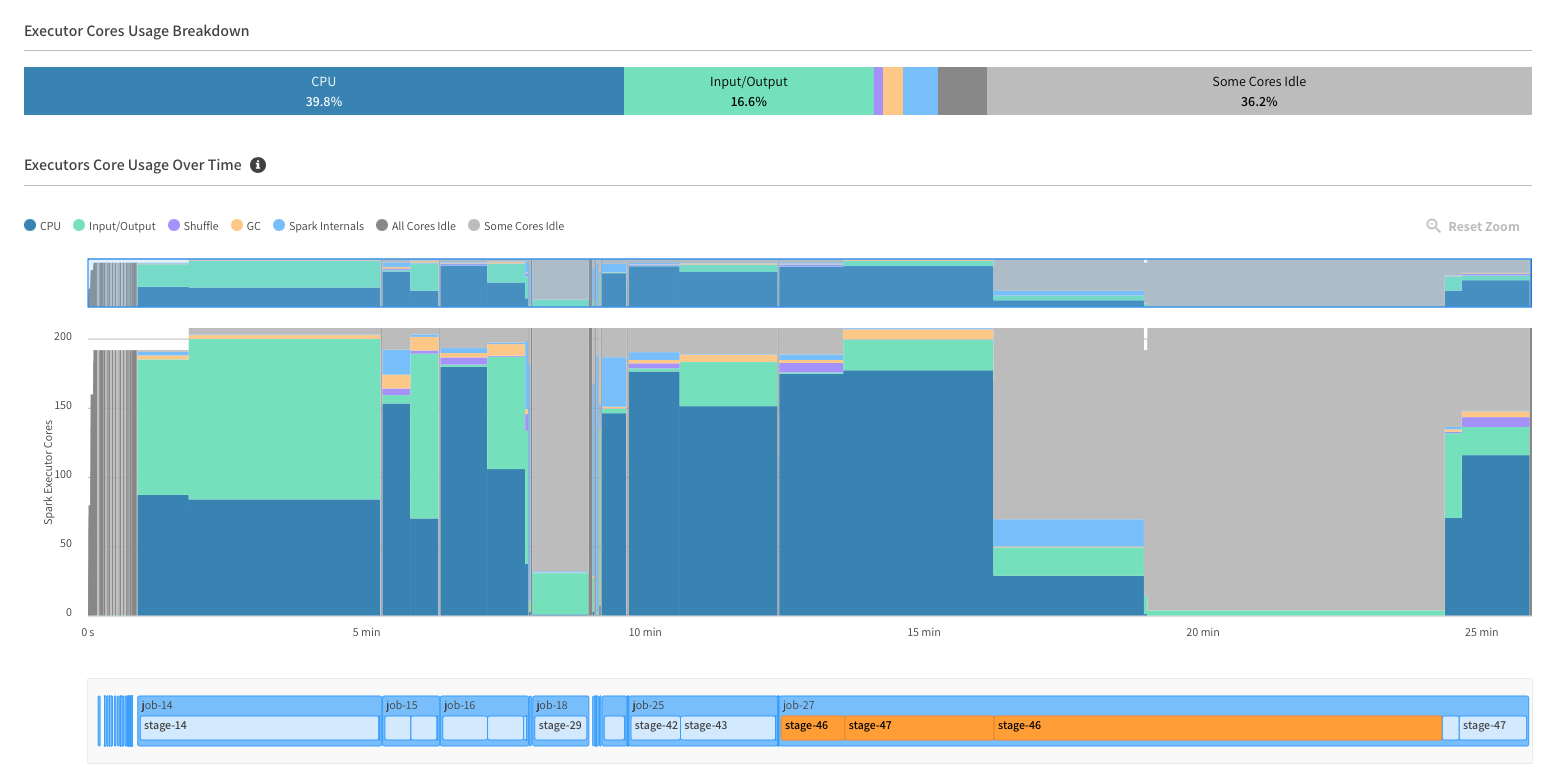 Executor Cores Usage Breakdown
CPU
39.8%
Input/Output
16.6%
Some Cores Idle
36.2%
Executors Core Usage Over Time
CPU Input/Output Shuffle GC Spark Internals All Cores Idle Some Cores Idle
Reset Zoom
Spark Executor Cores
200
150
100
50
0
0 s 5 min 10 min 15 min 20 min 25 min
job-14 job-15 job-16 job-18 job-25 job-27
stage-14 stage-29 stage-42 stage-43 stage-46 stage-47 stage-46 stage-47